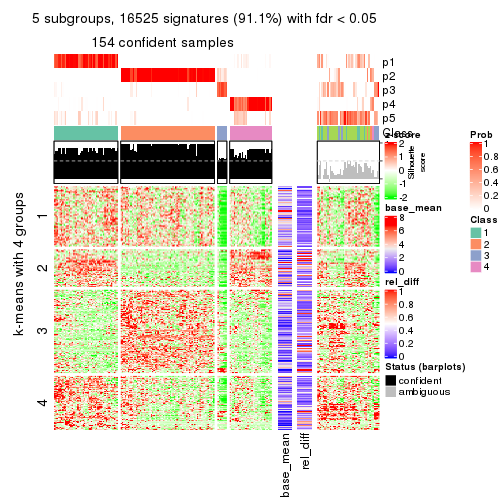 5 subgroups, 16525 signatures (91.1%) with fdr < 0.05
154 confident samples
p1
p2
p3
p4
p5
Class
z-score
2
1
0
-1
-2
Silhouette
score
base_mean
8
6
4
2
0
rel_diff
1
0.8
0.6
0.4
0.2
0
Status (barplots)
confident
ambiguous
Prob
1
0.8
0.6
0.4
0.2
0
Class
1
2
3
4
k-means with 4 groups
1
2
3
4
base_mean
rel_diff